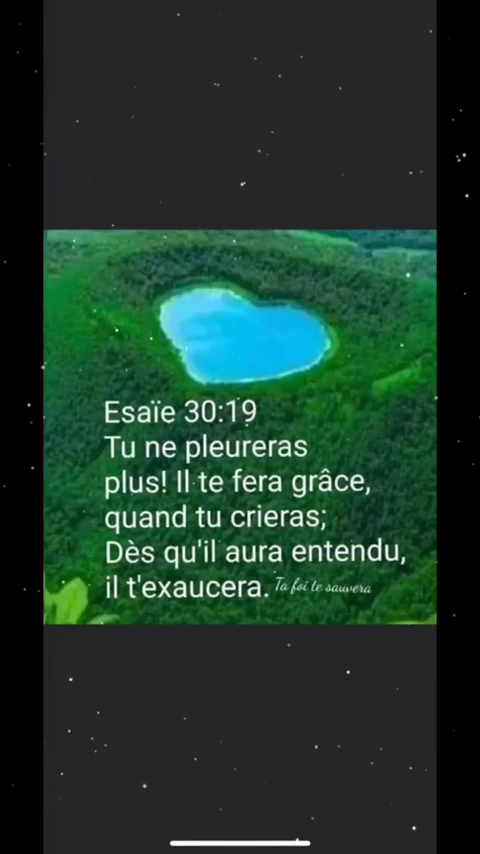 Esaïe 30:19
Tu ne pleureras
plus! Il te fera grâce,
quand tu crieras;
Dès qu'il aura entendu,
il t'exaucera. Ta foi te sauvera